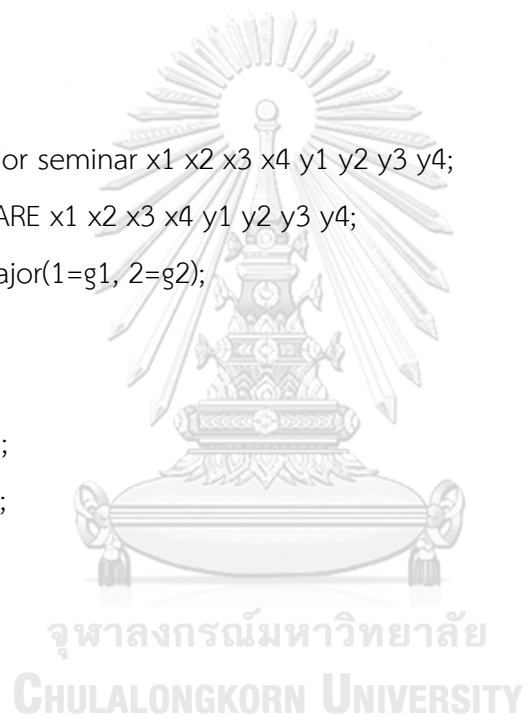 or seminar x1 x2 x3 x4 y1 y2 y3 y4;
ARE x1 x2 x3 x4 y1 y2 y3 y4;
ajor(1=g1, 2=g2);
;
;
จุฬาลงกรณ์มหาวิทยาลัย
CHULALONGKORN UNIVERSITY